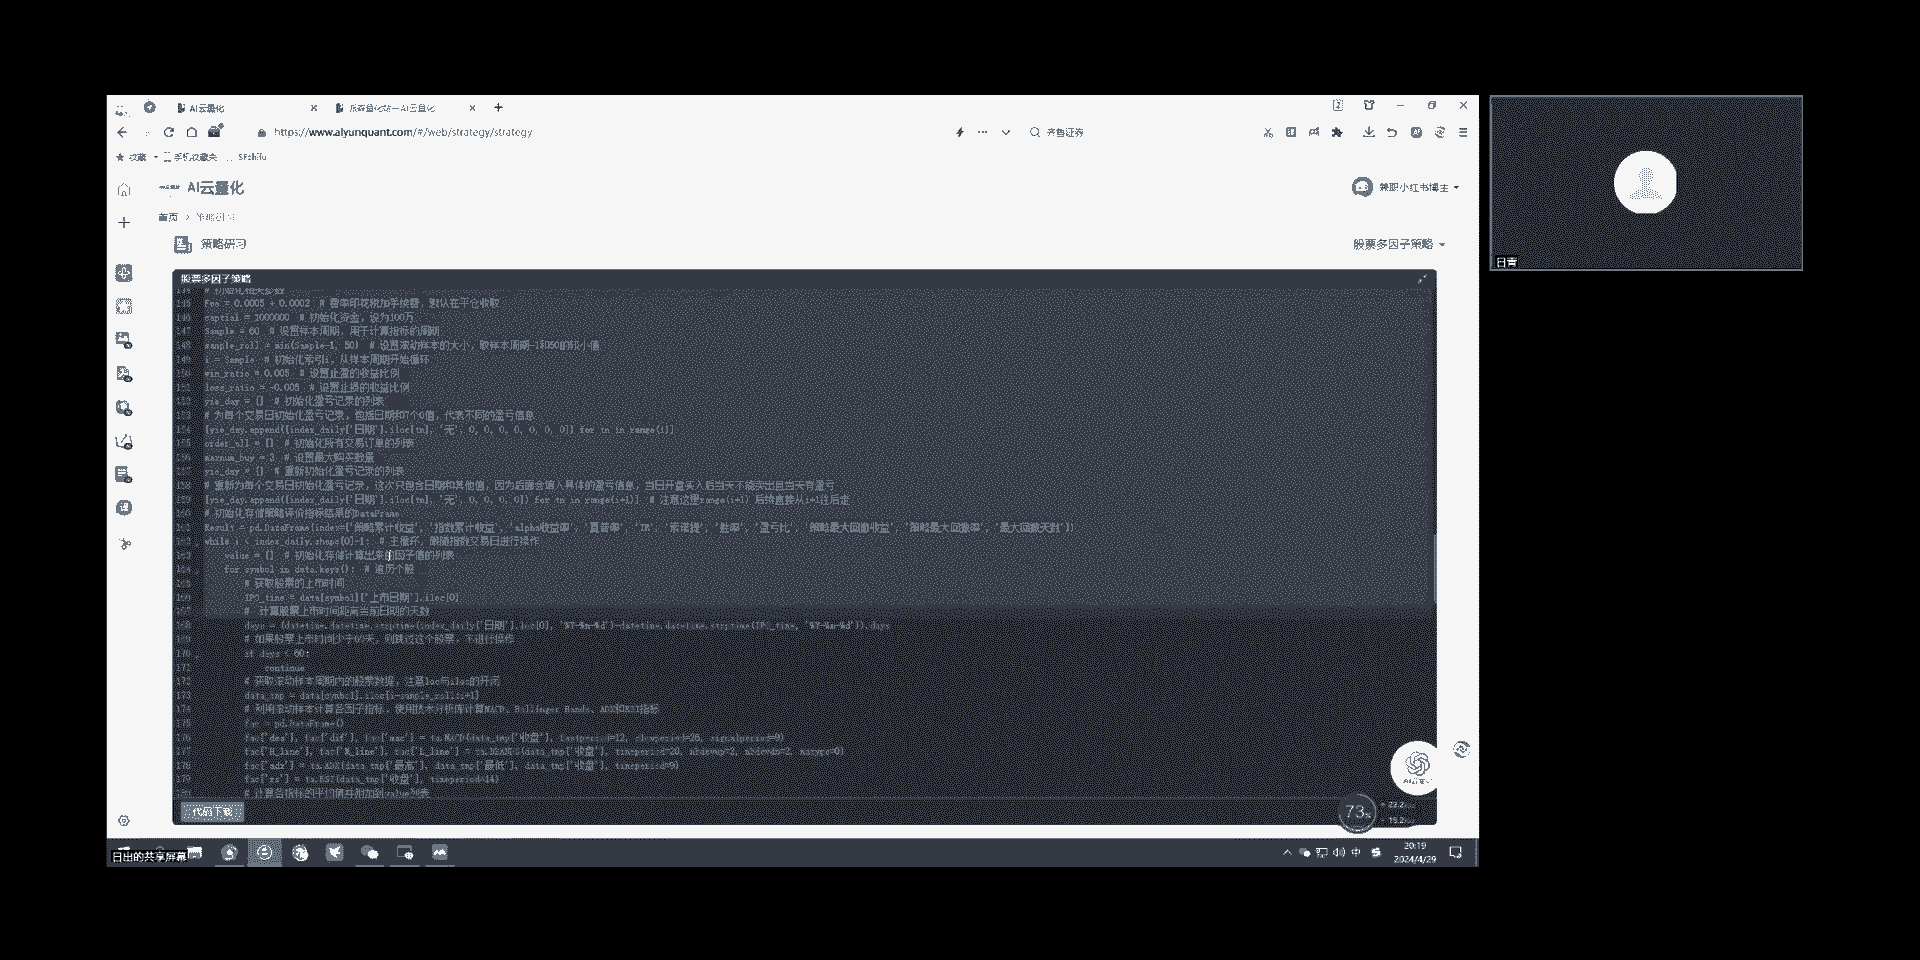 AI云量化
乐霖量化站—AI云量化
https://www.aiyunquant.com/#/web/strategy/strategy
齐鲁证券
收藏
手机收藏夹
AI云量化
兼职小红书博主
首页 >
策略研习
股票多因子策略
股票多因子策略
# 初始化相关参数
fee = 0.0005 + 0.0002 # 费率印花税加手续费，默认在平仓收取
captial = 1000000 # 初始化资金，设为100万
Sample = 60 # 设置样本周期，用于计算指标的周期
sample_roll = min(Sample-1, 50) # 设置滚动样本的大小，取样本周期-1和50的较小值
i = Sample # 初始化索引i，从样本周期开始循环
win_ratio = 0.005 # 设置止盈的收益比例
loss_ratio = -0.005 # 设置止损的收益比例
yie_day = [] # 初始化盈亏记录的列表
# 为每个交易日初始化盈亏记录，包括日期和7个0值，代表不同的盈亏信息
[yie_day.append([index_daily['日期'].iloc[tn], '无', 0, 0, 0, 0, 0, 0, 0]) for tn in range(i)]
order_all = [] # 初始化所有交易订单的列表
maxnum_buy = 3 # 设置最大购买数量
yie_day = [] # 重新初始化盈亏记录的列表
# 重新为每个交易日初始化盈亏记录，这次只包含日期和其他值，因为后面会填入具体的盈亏信息，当日开盘买入后当天不能卖出且当天有盈亏
[yie_day.append([index_daily['日期'].iloc[tn], '无', 0, 0, 0, 0]) for tn in range(i+1)] # 注意这里range(i+1) 后续直接从i+1往后走
# 初始化存储策略评价指标结果的DataFrame
Result = pd.DataFrame(index=['策略累计收益', '指数累计收益', 'alpha收益率', '夏普率', 'IR', '索诺提', '胜率', '盈亏比', '策略最大回撤收益', '策略最大回撤率', '最大回撤天数'])
while i < index_daily.shape[0]-1: # 主循环，跟随指数交易日进行操作
value = [] # 初始化存储计算出来的因子值的列表
for symbol in data.keys(): # 遍历个股
# 获取股票的上市时间
IPO_time = data[symbol]['上市日期'].iloc[0]
# 计算股票上市时间距离当前日期的天数
days = (datetime.datetime.strptime(index_daily['日期'].loc[0], '%Y-%m-%d')-datetime.datetime.strptime(IPO_time, '%Y-%m-%d')).days
# 如果股票上市时间少于60天，则跳过这个股票，不进行操作
if days < 60:
continue
# 获取滚动样本周期内的股票数据，注意loc与iloc的开闭
data_tmp = data[symbol].iloc[i-sample_roll:i+1]
# 利用滚动样本计算各因子指标，使用技术分析库计算MACD、Bollinger Bands、ADX和RSI指标
fac = pd.DataFrame()
fac['dea'], fac['dif'], fac['mac'] = ta.MACD(data_tmp['收盘'], fastperiod=12, slowperiod=26, signalperiod=9)
fac['H_line'], fac['M_line'], fac['L_line'] = ta.BBANDS(data_tmp['收盘'], timeperiod=20, nbdevup=2, nbdevdn=2, matype=0)
fac['adx'] = ta.ADX(data_tmp['最高'], data_tmp['最低'], data_tmp['收盘'], timeperiod=9)
fac['rs'] = ta.RSI(data_tmp['收盘'], timeperiod=14)
# 计算各指标的平均值并附加到value列表
代码下载
73%
日出的共享屏幕
中
20:19
2024/4/29
日青